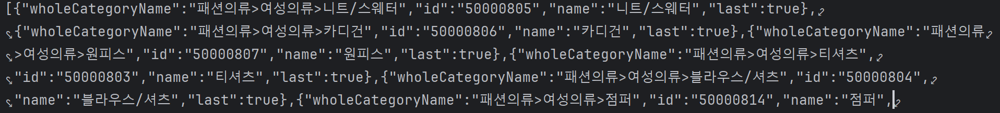 [{"wholeCategoryName":"패션의류>여성의류>니트/스웨터","id":"50000805","name":"니트/스웨터","last":true},
{"wholeCategoryName":"패션의류>여성의류>카디건","id":"50000806","name":"카디건","last":true},{"wholeCategoryName":"패션의류
>여성의류>원피스","id":"50000807","name":"원피스","last":true},{"wholeCategoryName":"패션의류>여성의류>티셔츠",
"id":"50000803","name":"티셔츠","last":true},{"wholeCategoryName":"패션의류>여성의류>블라우스/셔츠","id":"50000804",
"name":"블라우스/셔츠","last":true},{"wholeCategoryName":"패션의류>여성의류>점퍼","id":"50000814","name":"점퍼",